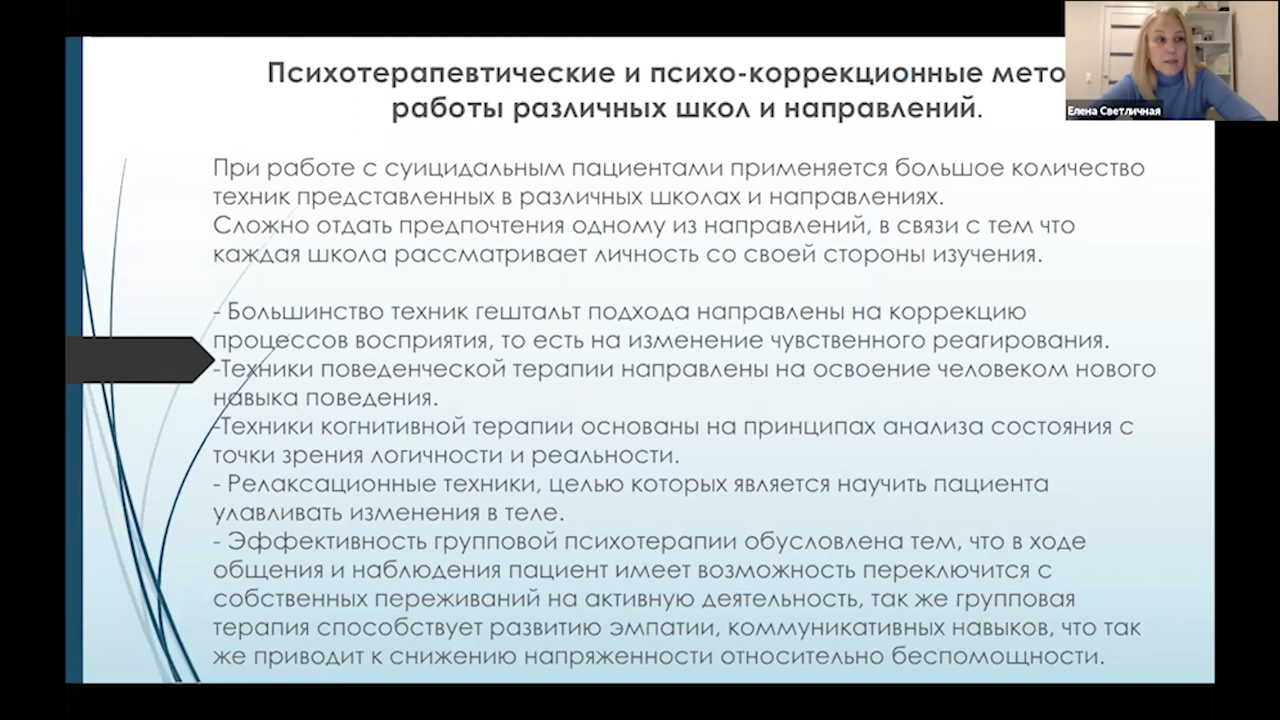 Психотерапевтические и психо-коррекционные мето
работы различных школ и направлений.
Елена Светличная
При работе с суицидальным пациентами применяется большое количество
техник представленных в различных школах и направлениях.
Сложно отдать предпочтения одному из направлений, в связи с тем что
каждая школа рассматривает личность со своей стороны изучения.
- Большинство техник гештальт подхода направлены на коррекцию
процессов восприятия, то есть на изменение чувственного реагирования.
-Техники поведенческой терапии направлены на освоение человеком нового
навыка поведения.
-Техники когнитивной терапии основаны на принципах анализа состояния с
точки зрения логичности и реальности.
- Релаксационные техники, целью которых является научить пациента
улавливать изменения в теле.
- Эффективность групповой психотерапии обусловлена тем, что в ходе
общения и наблюдения пациент имеет возможность переключится с
собственных переживаний на активную деятельность, так же групповая
терапия способствует развитию эмпатии, коммуникативных навыков, что так
же приводит к снижению напряженности относительно беспомощности.